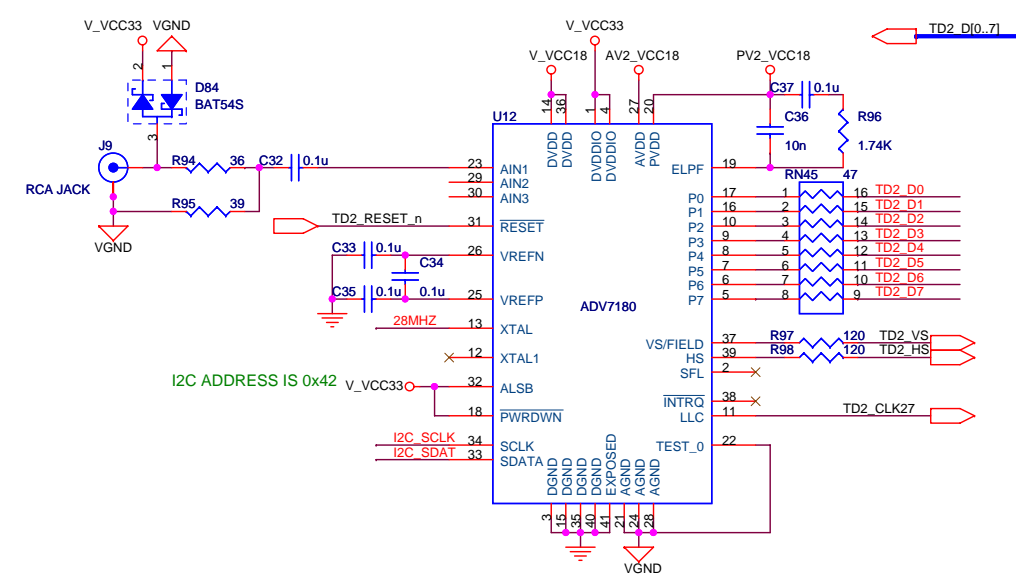 V_VCC33
VGND
2
1
D84
BAT54S
3
J9
RCA JACK
VGND
R94
36
R95
39
C32
0.1u
TD2_RESET_n
C33
0.1u
C34
0.1u
C35
0.1u
28MHZ
I2C ADDRESS IS 0x42
V_VCC33
I2C_SCLK
I2C_SDAT
V_VCC33
V_VCC18
AV2_VCC18
PV2_VCC18
TD2_D[0..7]
U12
14
36
1
4
27
20
DVDD
DVDD
DVDDIO
DVDDIO
AVDD
PVDD
23
AIN1
29
AIN2
30
AIN3
31
RESET
26
VREFN
25
VREFP
13
XTAL
12
XTAL1
32
ALSB
18
PWRDWN
34
SCLK
33
SDATA
ADV7180
ELPF
19
P0
17
P1
16
P2
10
P3
9
P4
8
P5
7
P6
6
P7
5
VS/FIELD
37
HS
39
SFL
2
INTRQ
38
LLC
11
TEST_0
22
DGND
DGND
DGND
DGND
EXPOSED
AGND
AGND
AGND
3
15
35
40
41
21
24
28
VGND
C37
0.1u
C36
10n
R96
1.74K
RN45
47
1
16
TD2_D0
2
15
TD2_D1
3
14
TD2_D2
4
13
TD2_D3
5
12
TD2_D4
6
11
TD2_D5
7
10
TD2_D6
8
9
TD2_D7
R97
120
TD2_VS
R98
120
TD2_HS
TD2_CLK27